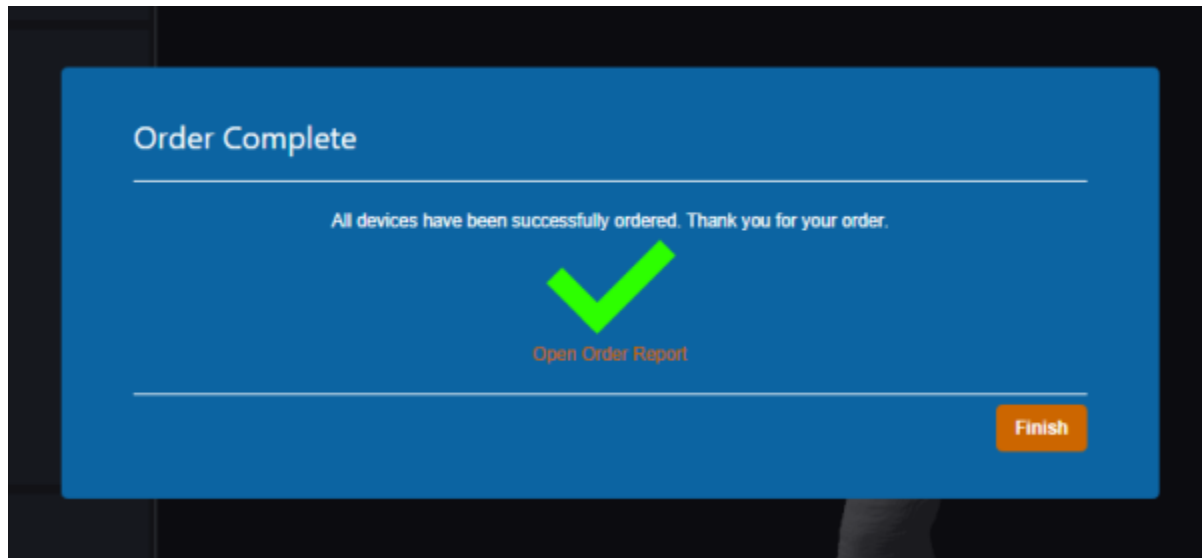 Order Complete
All devices have been successfully ordered. Thank you for your order.
Open Order Report
Finish